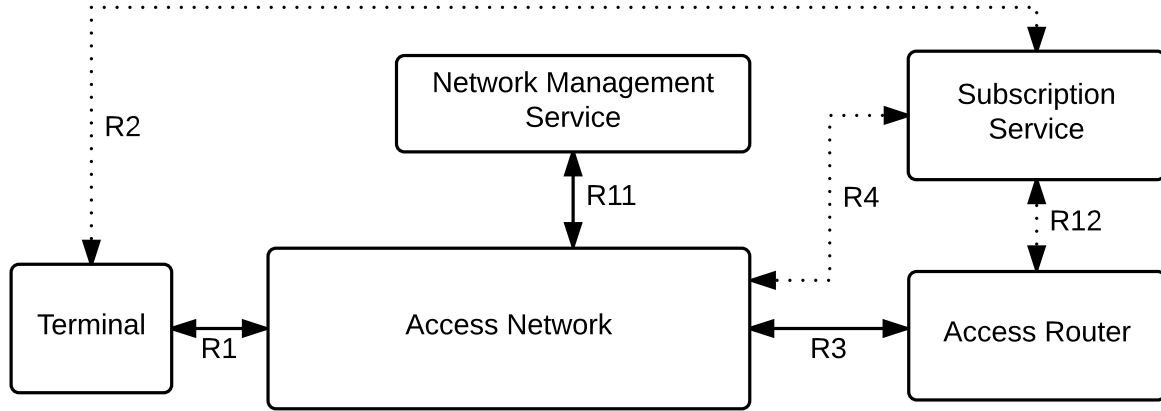 Network Management
Service
Subscription
Service
R2
R11
R4
R12
Terminal
Access Network
Access Router
R1
R3